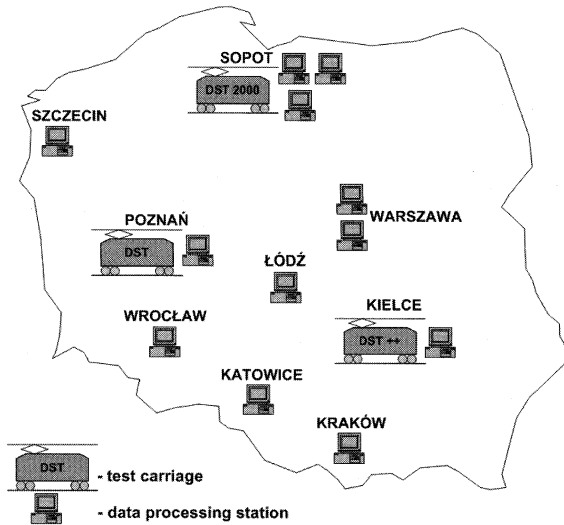 SOPOT
DST 2000
SZCZECIN
WARSZAWA
POZNAŃ
DST
ŁÓDŹ
WROCŁAW
KIELCE
DST ++
KATOWICE
KRAKÓW
DST
- test carriage
- data processing station